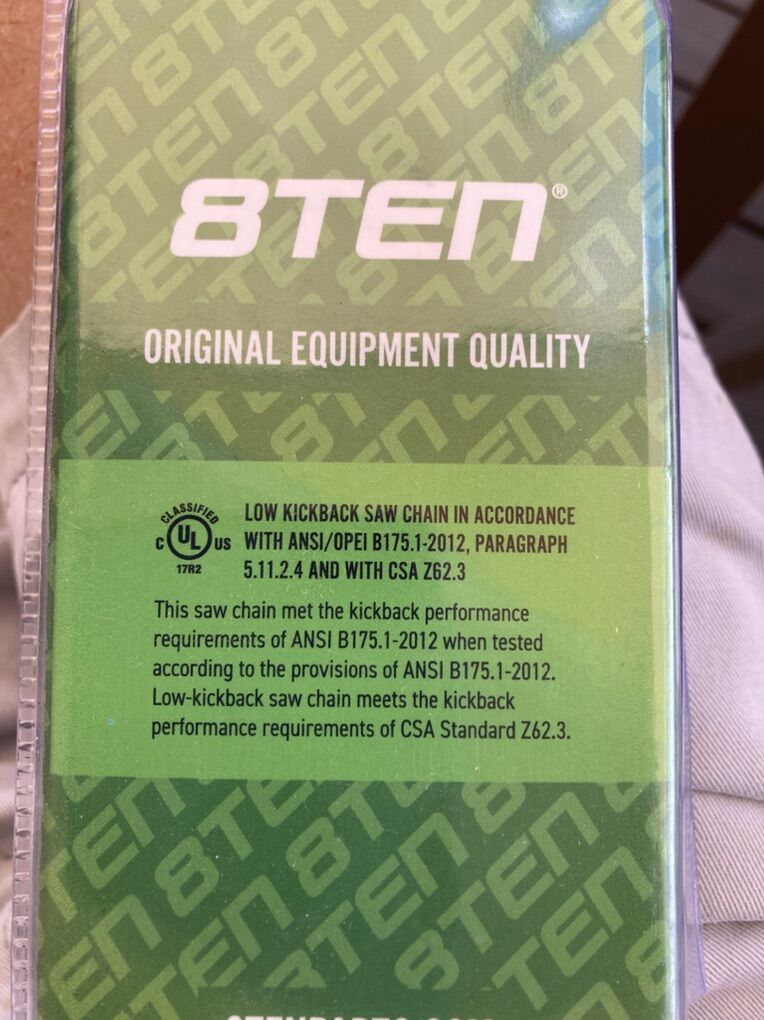 8TEN®
ORIGINAL EQUIPMENT QUALITY
CLASSIFIED
C UL US
17R2
LOW KICKBACK SAW CHAIN IN ACCORDANCE
WITH ANSI/OPEI B175.1-2012, PARAGRAPH
5.11.2.4 AND WITH CSA Z62.3
This saw chain met the kickback performance
requirements of ANSI B175.1-2012 when tested
according to the provisions of ANSI B175.1-2012.
Low-kickback saw chain meets the kickback
performance requirements of CSA Standard Z62.3.